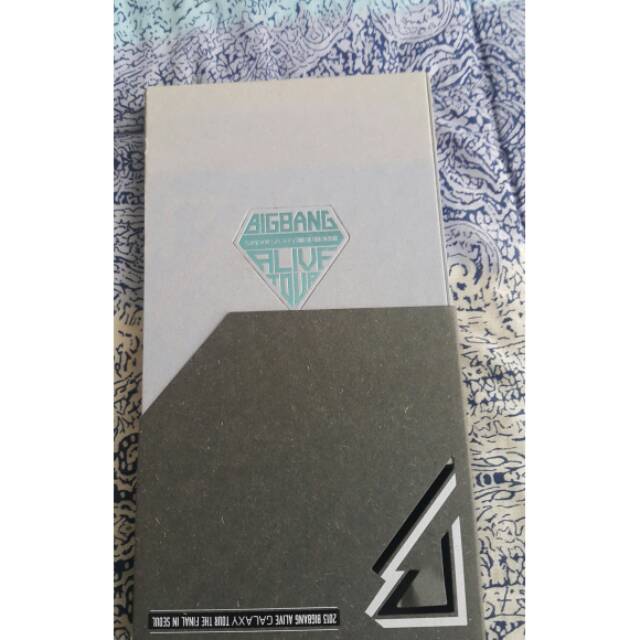 BIGBANG
ALIVE
TOUR
2013 BIGBANG ALIVE GALAXY TOUR THE FINAL IN SEOUL